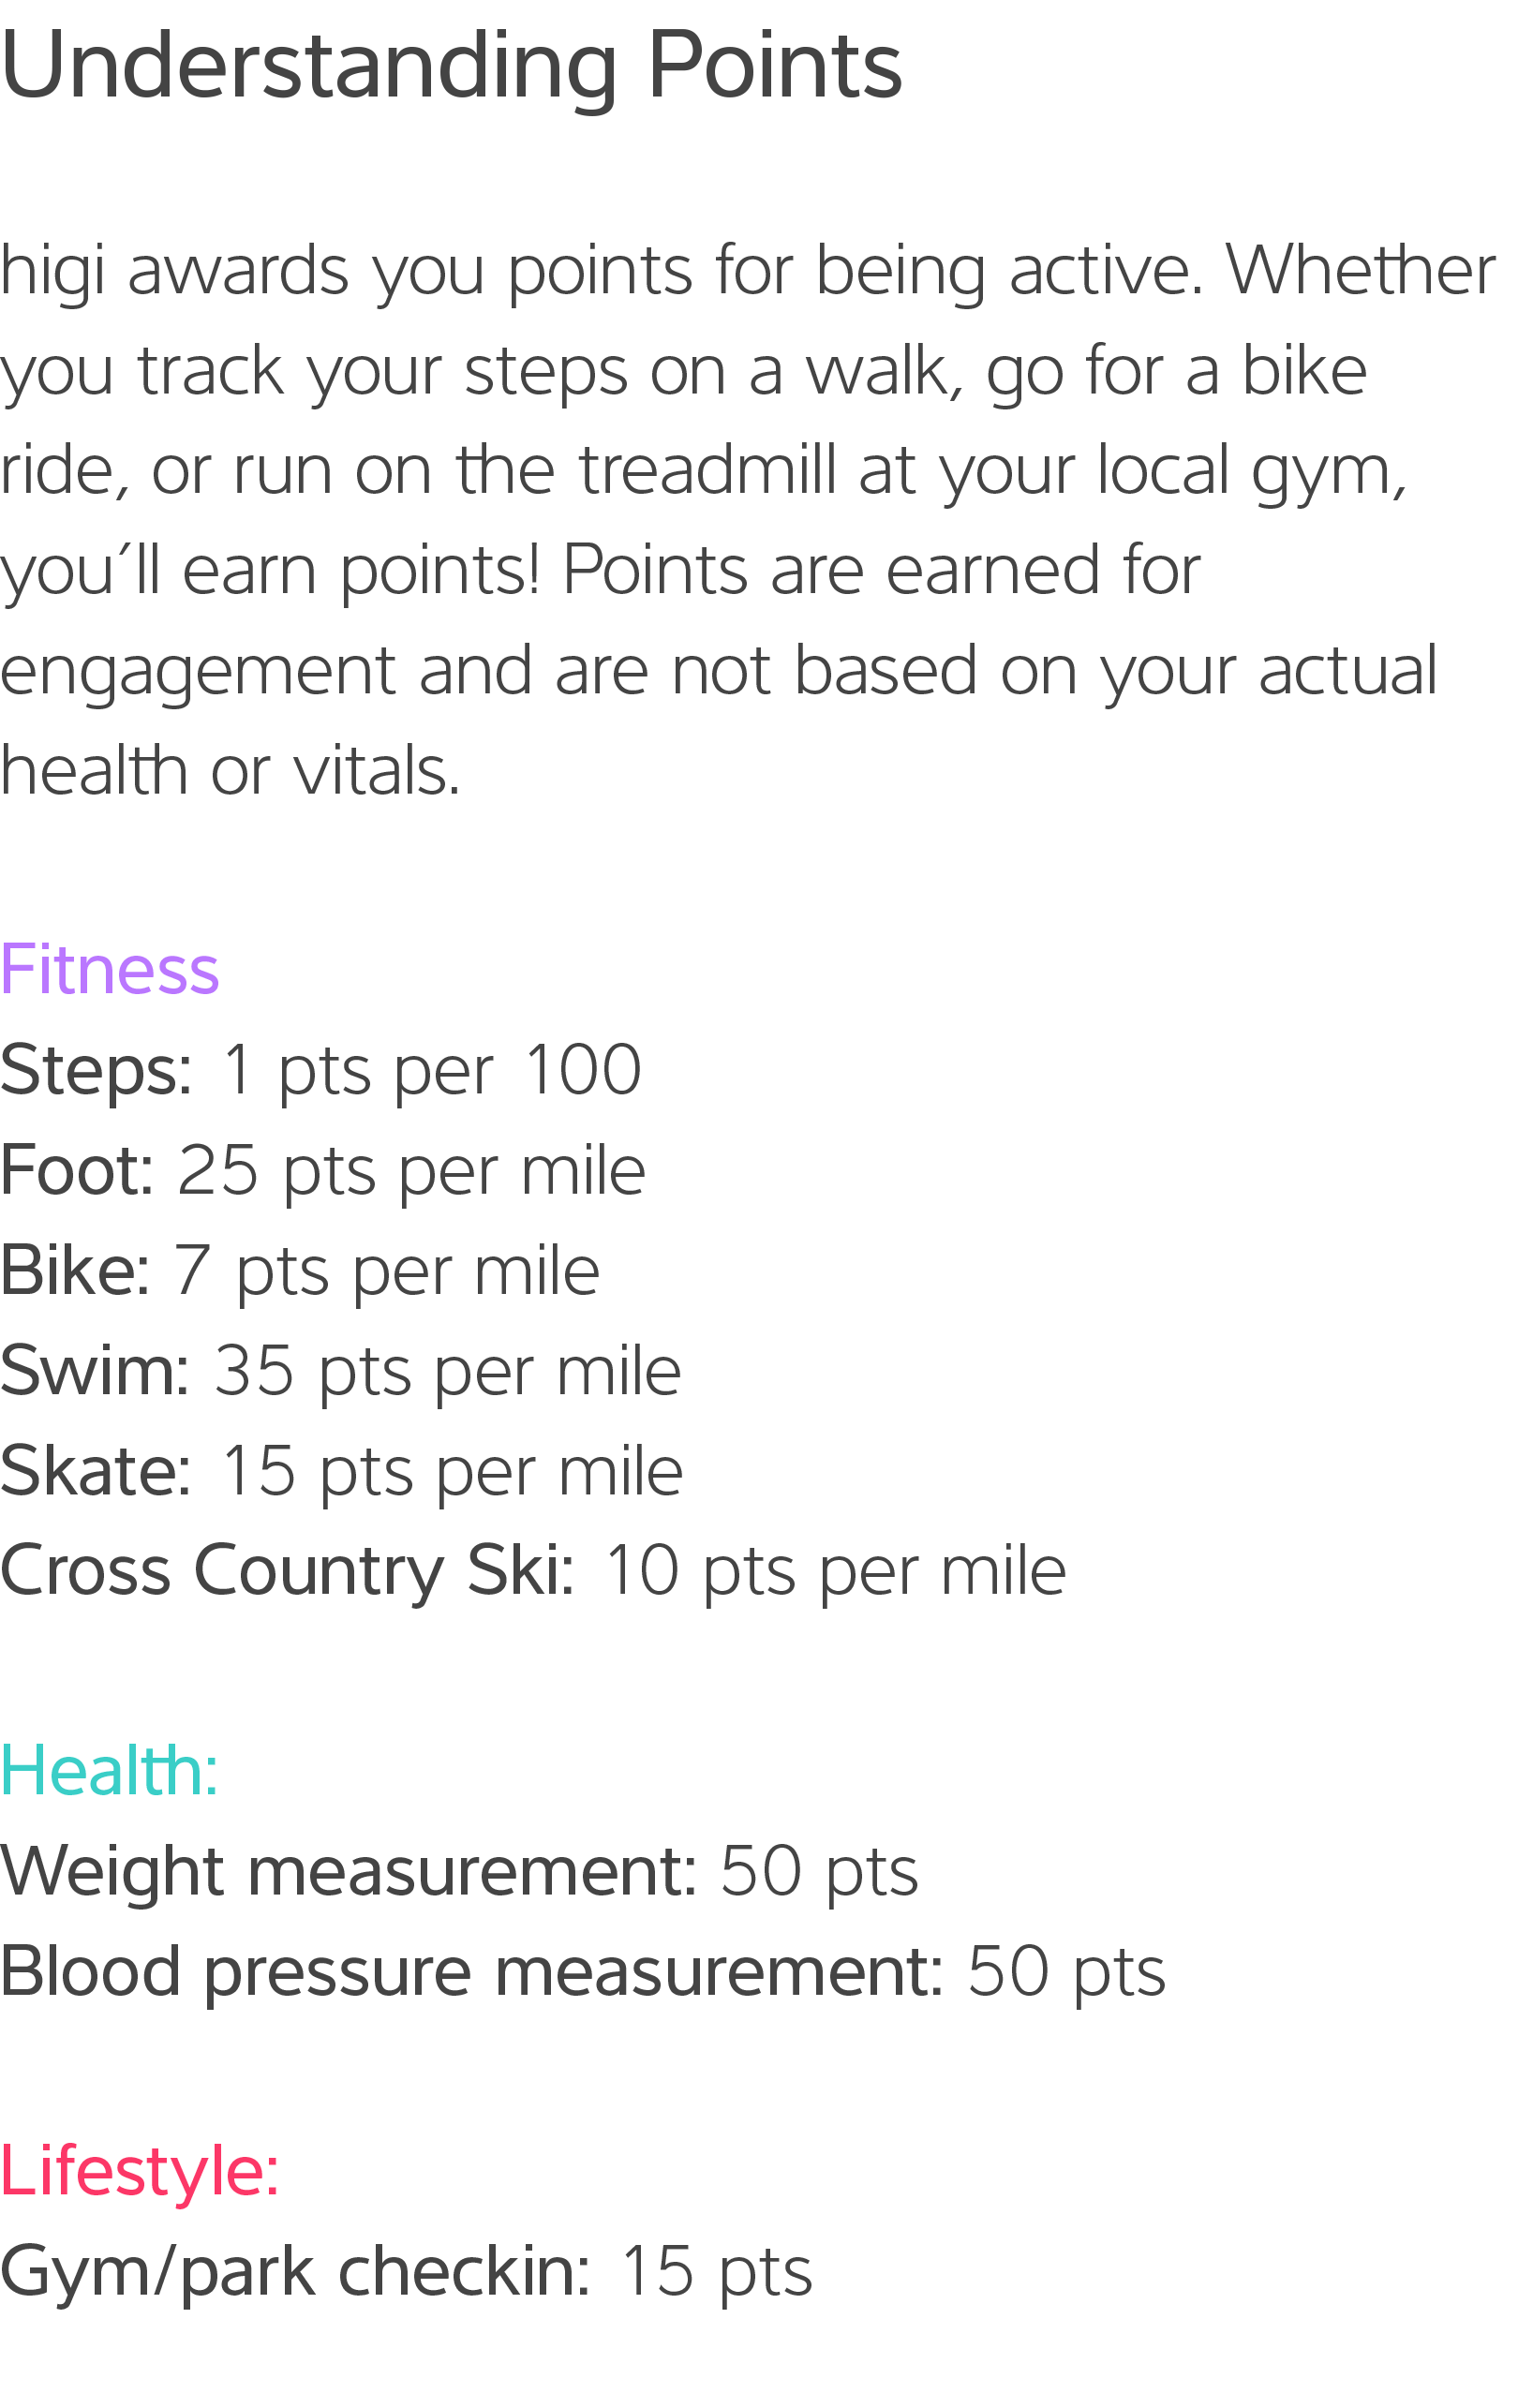 Understanding Points
higi awards you points for being active. Whether
you track your steps on a walk, go for a bike
ride, or run on the treadmill at your local gym,
you'll earn points! Points are earned for
engagement and are not based on your actual
health or vitals.
Fitness
Steps: 1 pts per 100
Foot: 25 pts per mile
Bike: 7 pts per mile
Swim: 35 pts per mile
Skate: 15 pts per mile
Cross Country Ski: 10 pts per mile
Health:
Weight measurement: 50 pts
Blood pressure measurement: 50 pts
Lifestyle:
Gym/park checkin: 15 pts